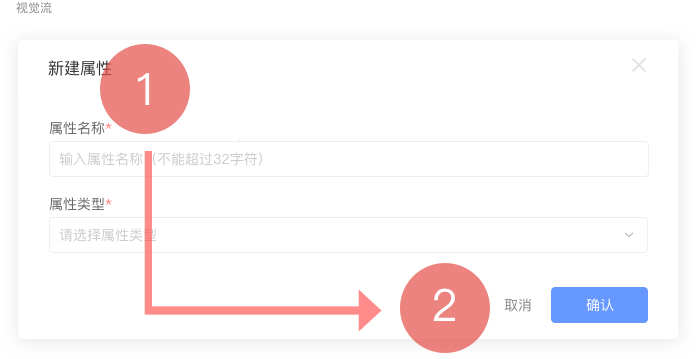 视觉流
新建属性
1
属性名称*
输入属性名称（不能超过32字符）
属性类型*
请选择属性类型
2
取消
确认